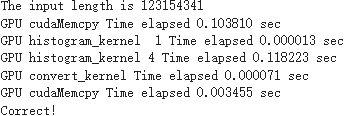 The input length is 123154341
GPU cudaMemcpy Time elapsed 0.103810 sec
GPU histogram_kernel  1 Time elapsed 0.000013 sec
GPU histogram_kernel 4 Time elapsed 0.118223 sec
GPU convert_kernel Time elapsed 0.000071 sec
GPU cudaMemcpy Time elapsed 0.003455 sec
Correct!